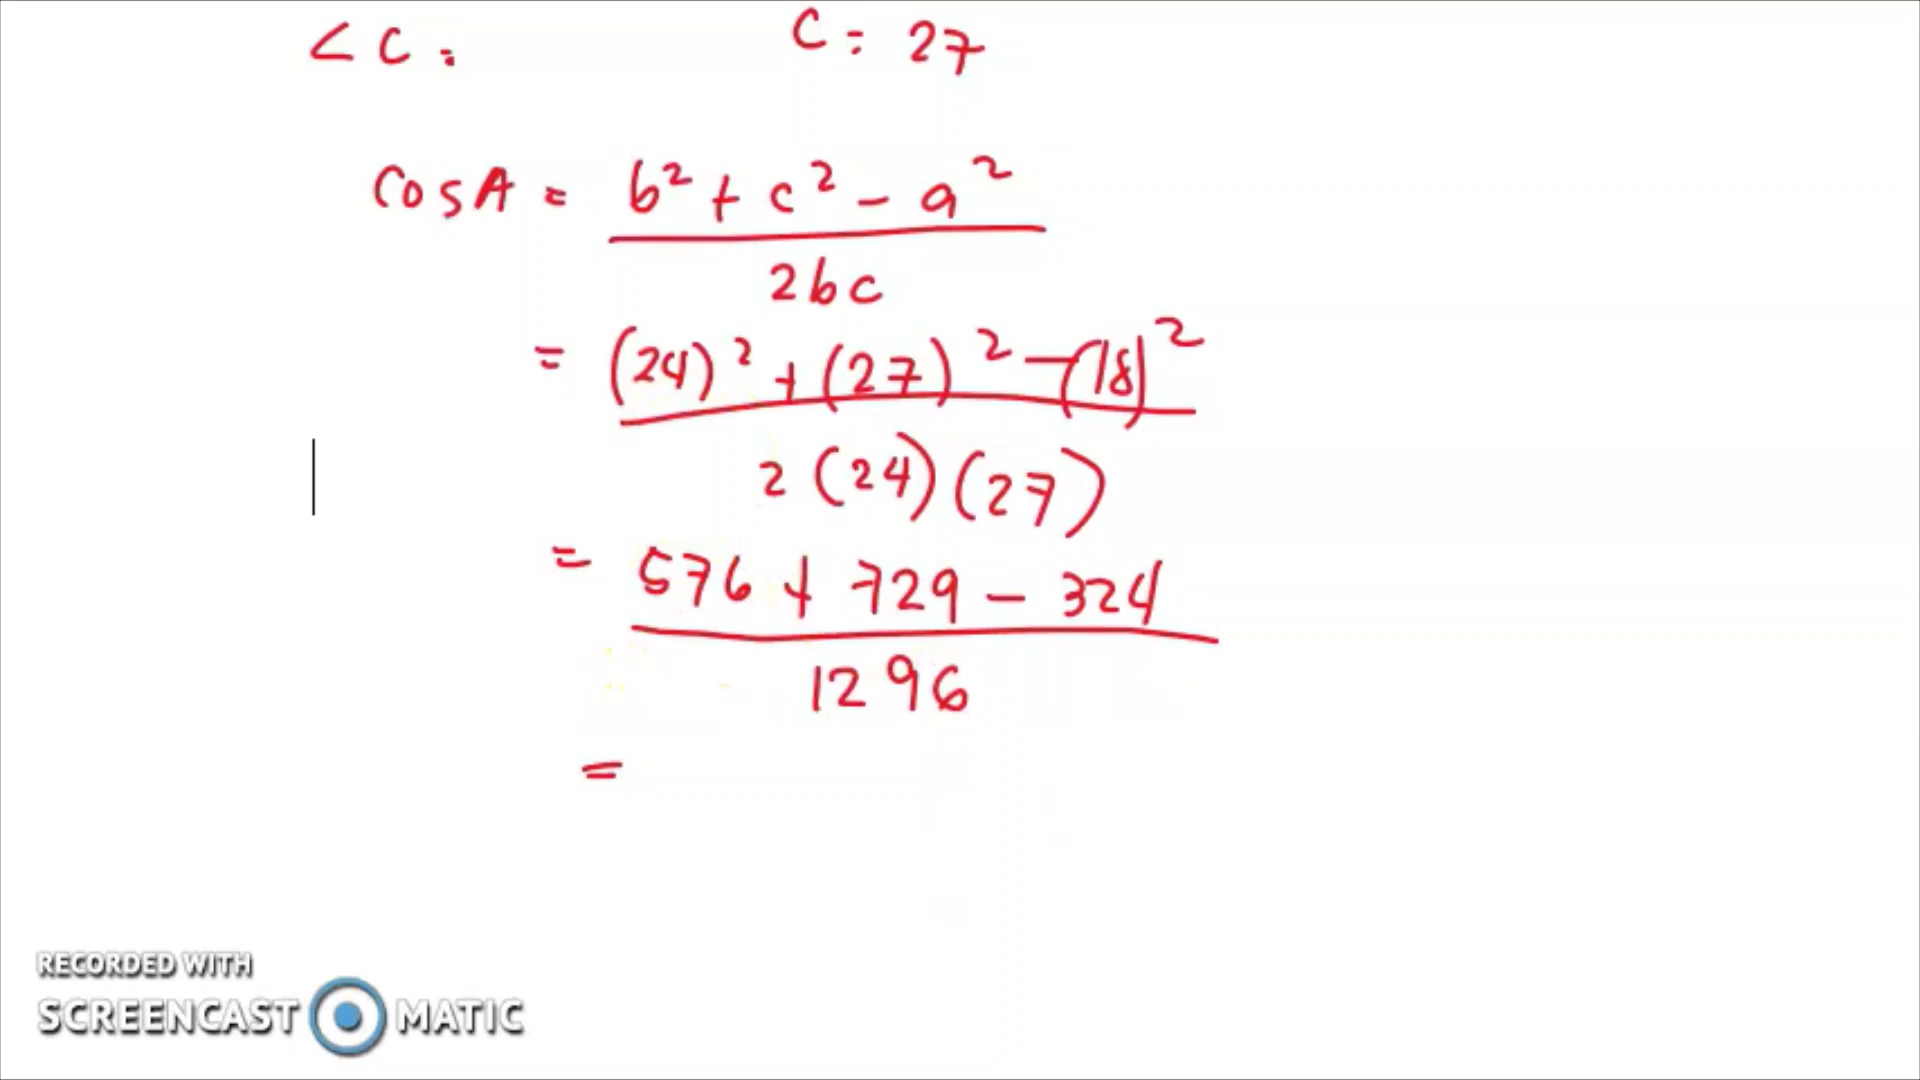 <C =
C = 27
cosA = b² + c² - a² / 2bc
= (24)² + (27)² - (18)² / 2(24)(27)
= 576 + 729 - 324 / 1296
=
RECORDED WITH
SCREENCAST MATIC